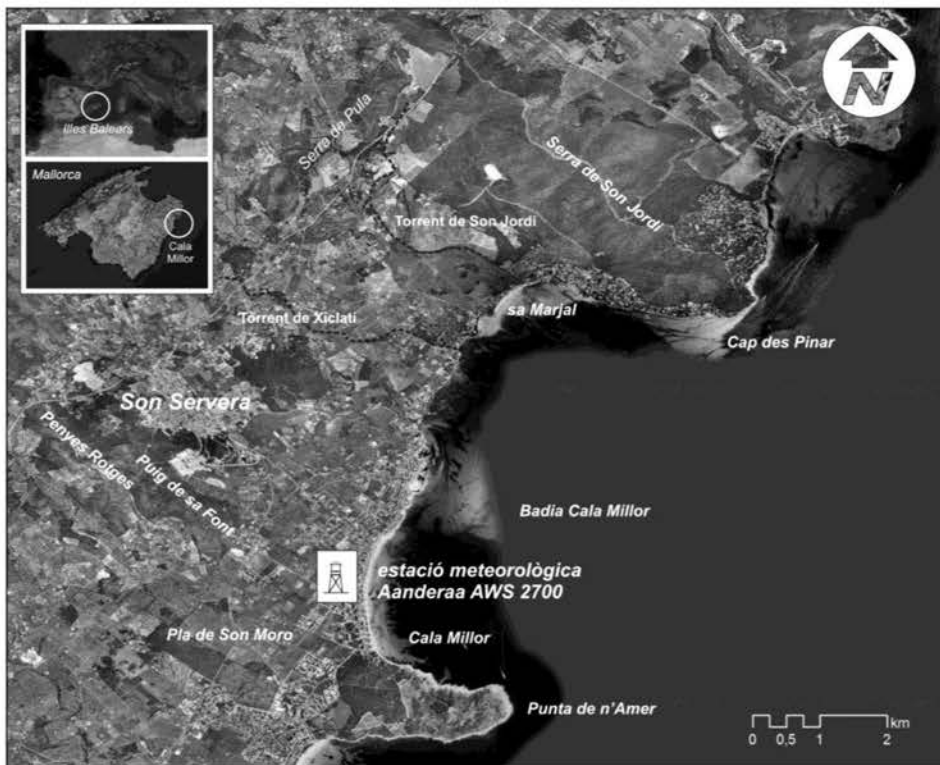 Illes Balears
Mallorca
Cala
Millor
N
Serra de Pula
Serra de Son Jordi
Torrent de Son Jordi
sa Marjal
Torrent de Xiclati
Cap des Pinar
Son Servera
Penyes Rotges
Puig de sa Font
Badia Cala Millor
estació meteorològica
Aanderaa AWS 2700
Pla de Son Moro
Cala Millor
Punta de n'Amer
km
0 0,5 1 2